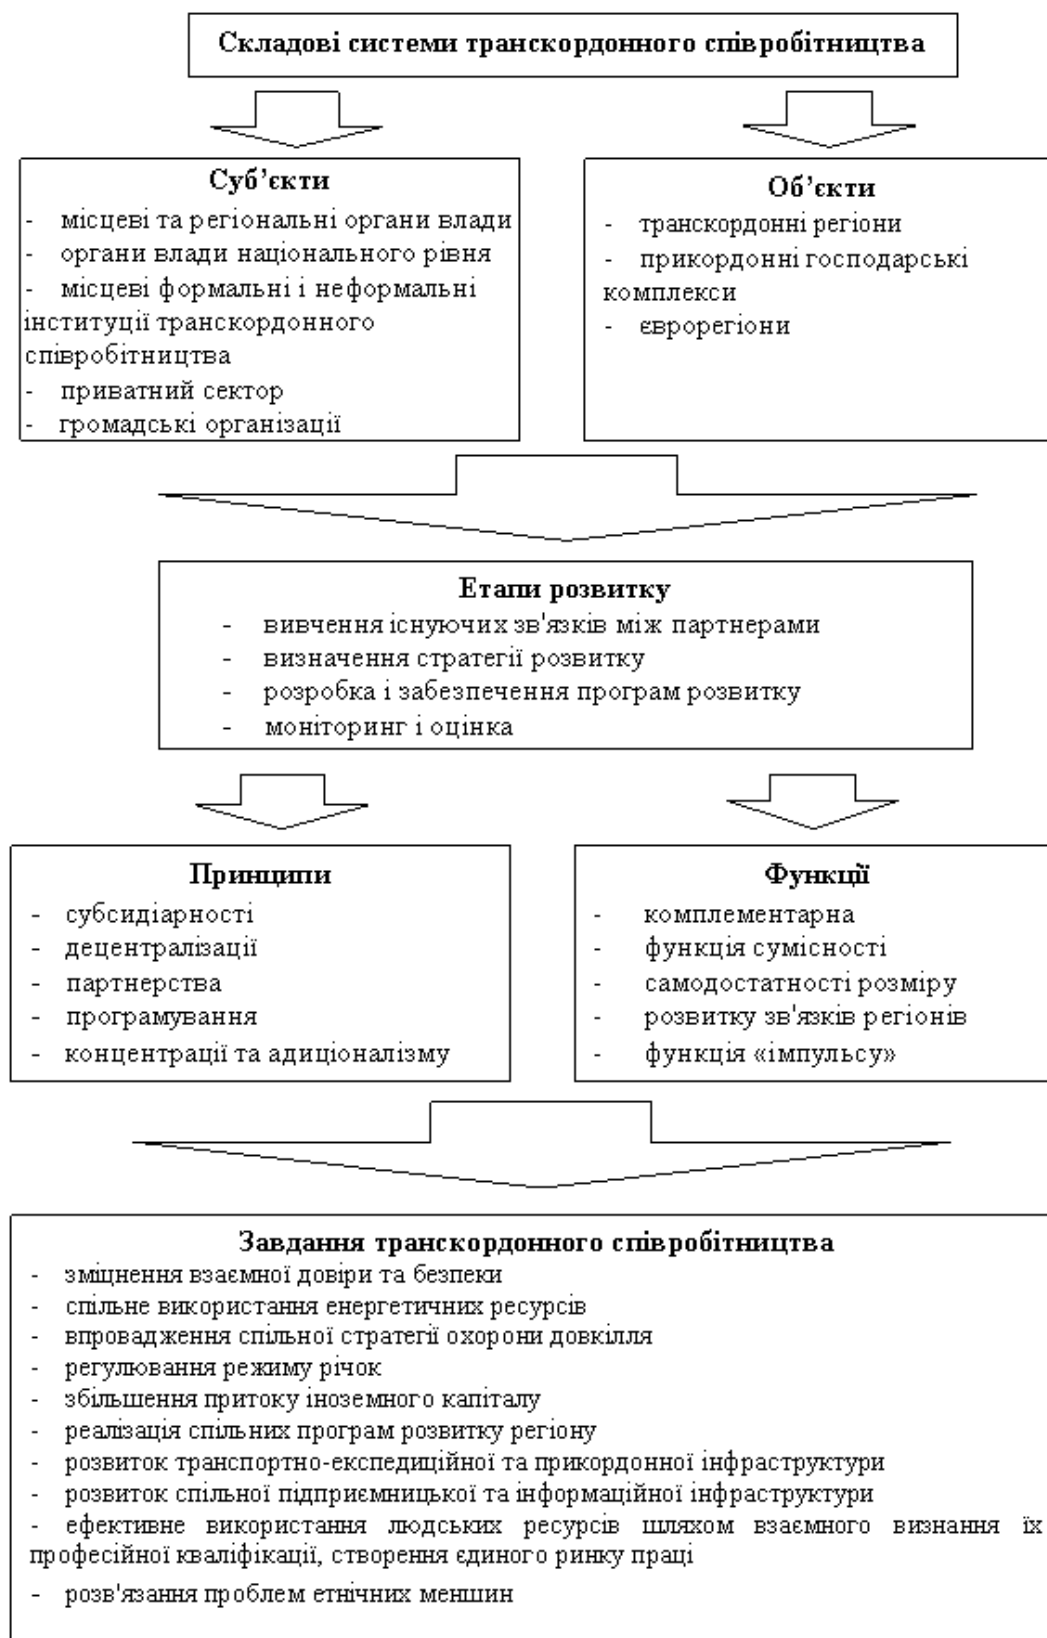 Складові системи транскордонного співробітництва
Суб’єкти
- місцеві та регіональні органи влади
- органи влади національного рівня
- місцеві формальні і неформальні
інституції транскордонного
співробітництва
- приватний сектор
- громадські організації
Об’єкти
- транскордонні регіони
- прикордонні господарські
комплекси
- єврорегіони
Етапи розвитку
- вивчення існуючих зв'язків між партнерами
- визначення стратегії розвитку
- розробка і забезпечення програм розвитку
- моніторинг і оцінка
Принципи
- субсидіарності
- децентралізації
- партнерства
- програмування
- концентрації та адиціоналізму
Функції
- комплементарна
- функція сумісності
- самодостатності розміру
- розвитку зв'язків регіонів
- функція «імпульсу»
Завдання транскордонного співробітництва
- зміцнення взаємної довіри та безпеки
- спільне використання енергетичних ресурсів
- впровадження спільної стратегії охорони довкілля
- регулювання режиму річок
- збільшення притоку іноземного капіталу
- реалізація спільних програм розвитку регіону
- розвиток транспортно-експедиційної та прикордонної інфраструктури
- розвиток спільної підприємницької та інформаційної інфраструктури
- ефективне використання людських ресурсів шляхом взаємного визнання їх
професійної кваліфікації, створення єдиного ринку праці
- розв'язання проблем етнічних меншин